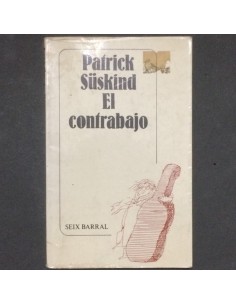 Patrick
Süskind
El
contrabajo
SEIX BARRAL